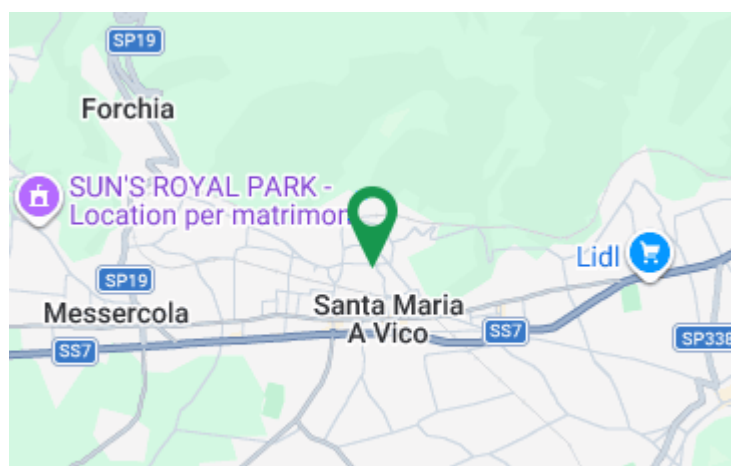 SP19
Forchia
SUN'S ROYAL PARK -
Location per matrimon
Lidl
SP19
Messercola
Santa Maria
A Vico
SS7
SP338
SS7